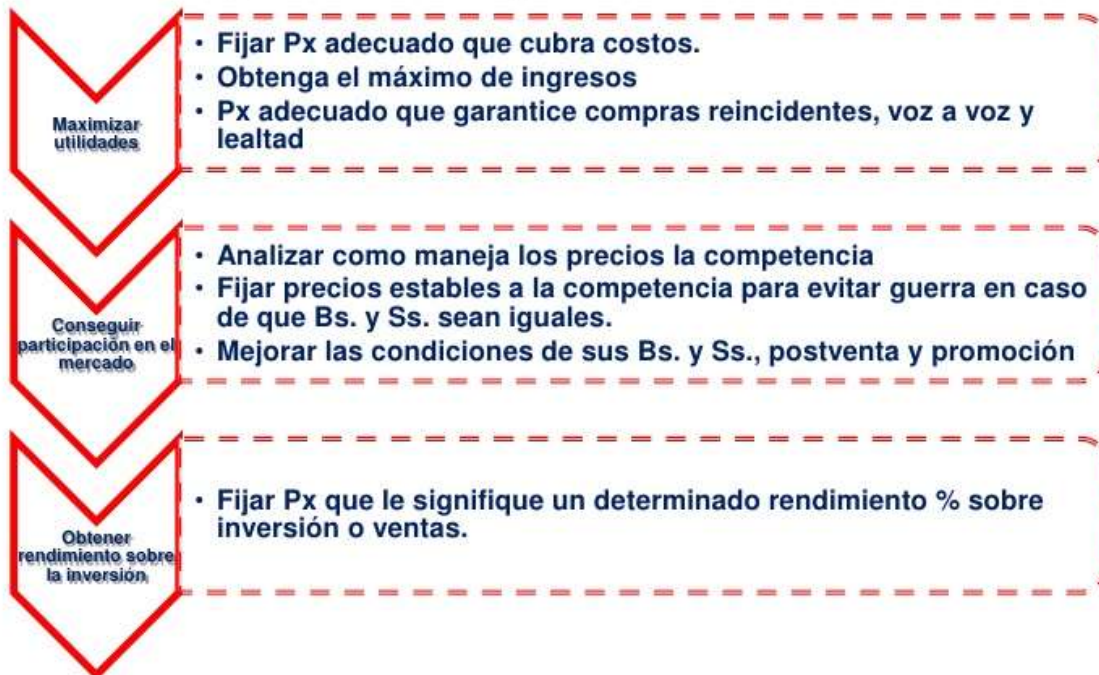 Maximizar
utilidades
• Fijar Px adecuado que cubra costos.
• Obtenga el máximo de ingresos
• Px adecuado que garantice compras reincidentes, voz a voz y
lealtad
Conseguir
participación en el
mercado
• Analizar como maneja los precios la competencia
• Fijar precios estables a la competencia para evitar guerra en caso
de que Bs. y Ss. sean iguales.
• Mejorar las condiciones de sus Bs. y Ss., postventa y promoción
Obtener
rendimiento sobre
la inversión
• Fijar Px que le signifique un determinado rendimiento % sobre
inversión o ventas.